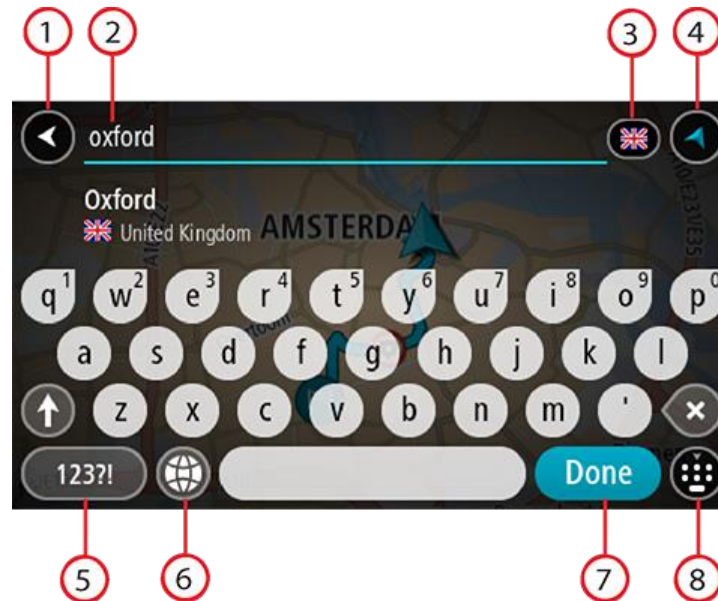 1 2 3 4
oxford
Oxford
United Kingdom
AMSTERDA
q1 w2 e3 r4 t5 y6 u7 i8 o9 p0
a s d f g h j k l
z x c v b n m '
123?! Done
5 6 7 8